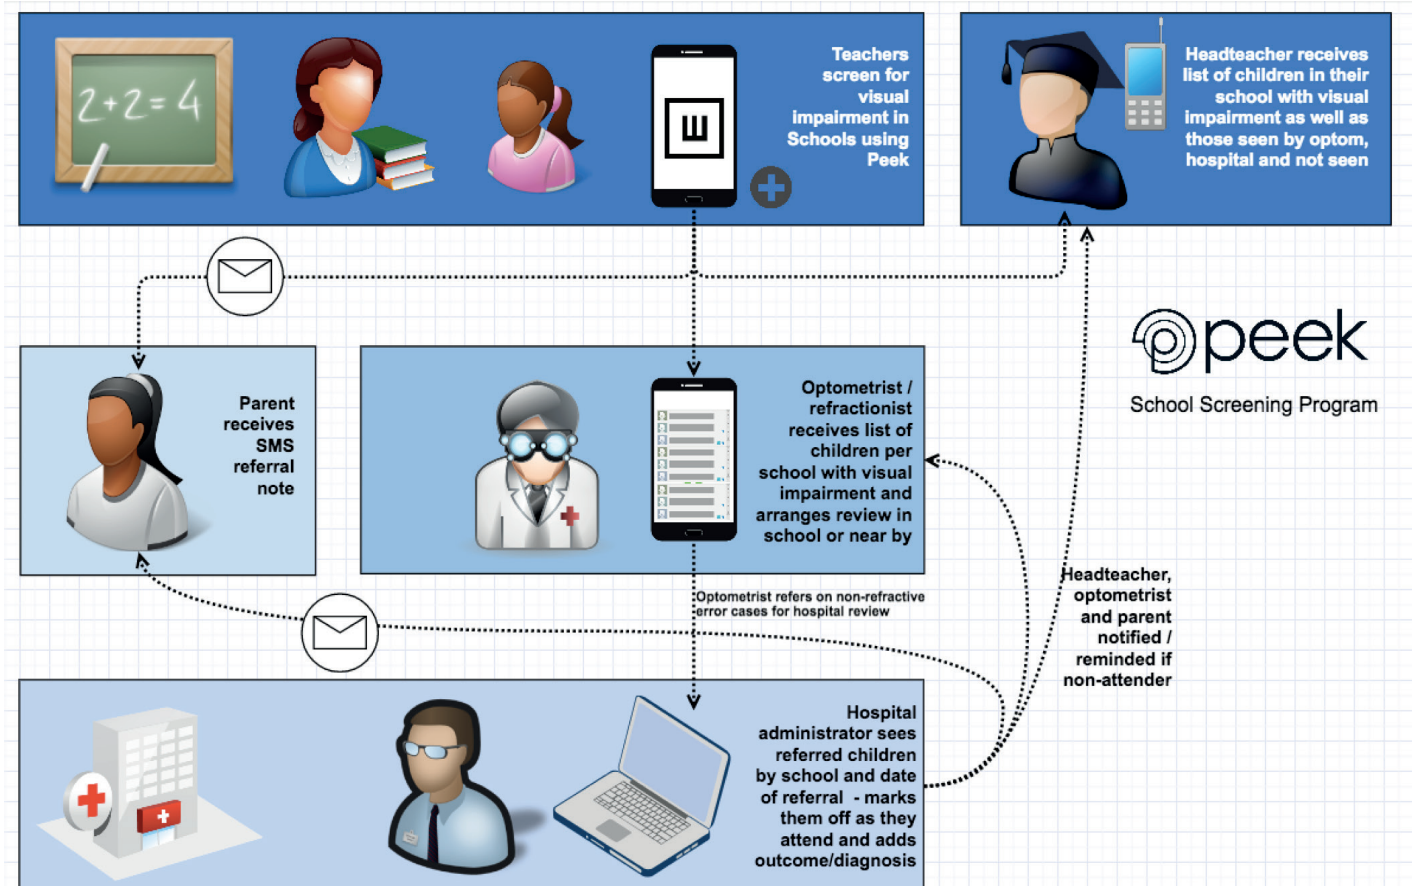 2+2=4
Teachers
screen for
visual
impairment in
Schools using
Peek
Headteacher receives
list of children in their
school with visual
impairment as well as
those seen by optom,
hospital and not seen
peek
School Screening Program
Parent
receives
SMS
referral
note
Optometrist /
refractionist
receives list of
children per
school with visual
impairment and
arranges review in
school or near by
Optometrist refers on non-refractive
error cases for hospital review
Headteacher,
optometrist
and parent
notified /
reminded if
non-attender
Hospital
administrator sees
referred children
by school and date
of referral - marks
them off as they
attend and adds
outcome/diagnosis